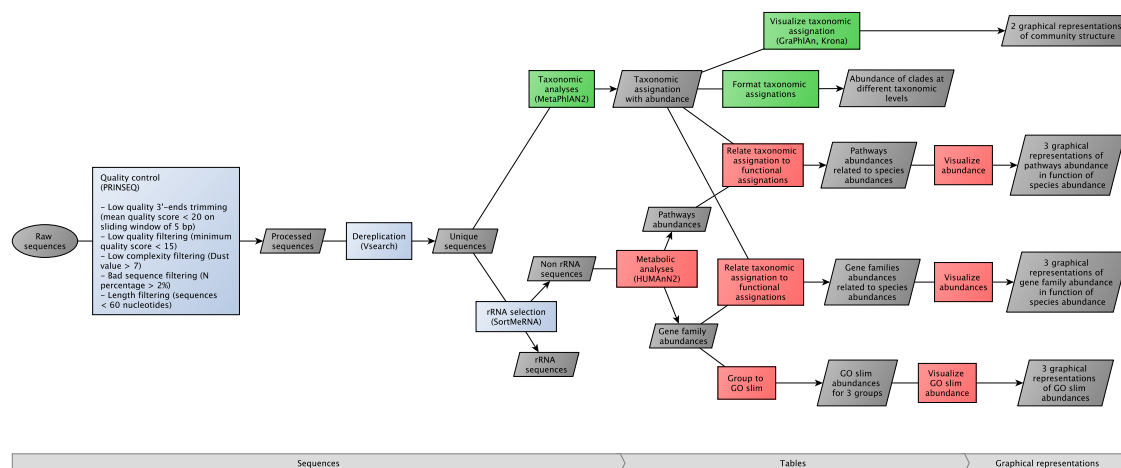 Visualize taxonomic
assignation
(GraPhlAn, Krona)
2 graphical representations
of community structure
Taxonomic
analyses
(MetaPhlAN2)
Taxonomic
assignation
with abundance
Format taxonomic
assignations
Abundance of clades at
different taxonomic
levels
Quality control
(PRINSEQ)
- Low quality 3'-ends trimming
(mean quality score < 20 on
sliding window of 5 bp)
- Low quality filtering (minimum
quality score < 15)
- Low complexity filtering (Dust
value > 7)
- Bad sequence filtering (N
percentage > 2%)
- Length filtering (sequences
< 60 nucleotides)
Relate taxonomic
assignation to
functional
assignations
Pathways
abundances
related to species
abundances
Visualize
abundance
3 graphical
representations of
pathways abundance
in function of
species abundance
Raw
sequences
Processed
sequences
Dereplication
(Vsearch)
Unique
sequences
Pathways
abundances
Non rRNA
sequences
Metabolic
analyses
(HUMAnN2)
Relate taxonomic
assignation to
functional
assignations
Gene families
abundances
related to species
abundances
Visualize
abundances
3 graphical
representations of
gene family abundance
in function of
species abundance
rRNA selection
(SortMeRNA)
Gene family
abundances
rRNA
sequences
Group to
GO slim
GO slim
abundances
for 3 groups
Visualize
GO slim
abundance
3 graphical
representations
of GO slim
abundances
Sequences
Tables
Graphical representations